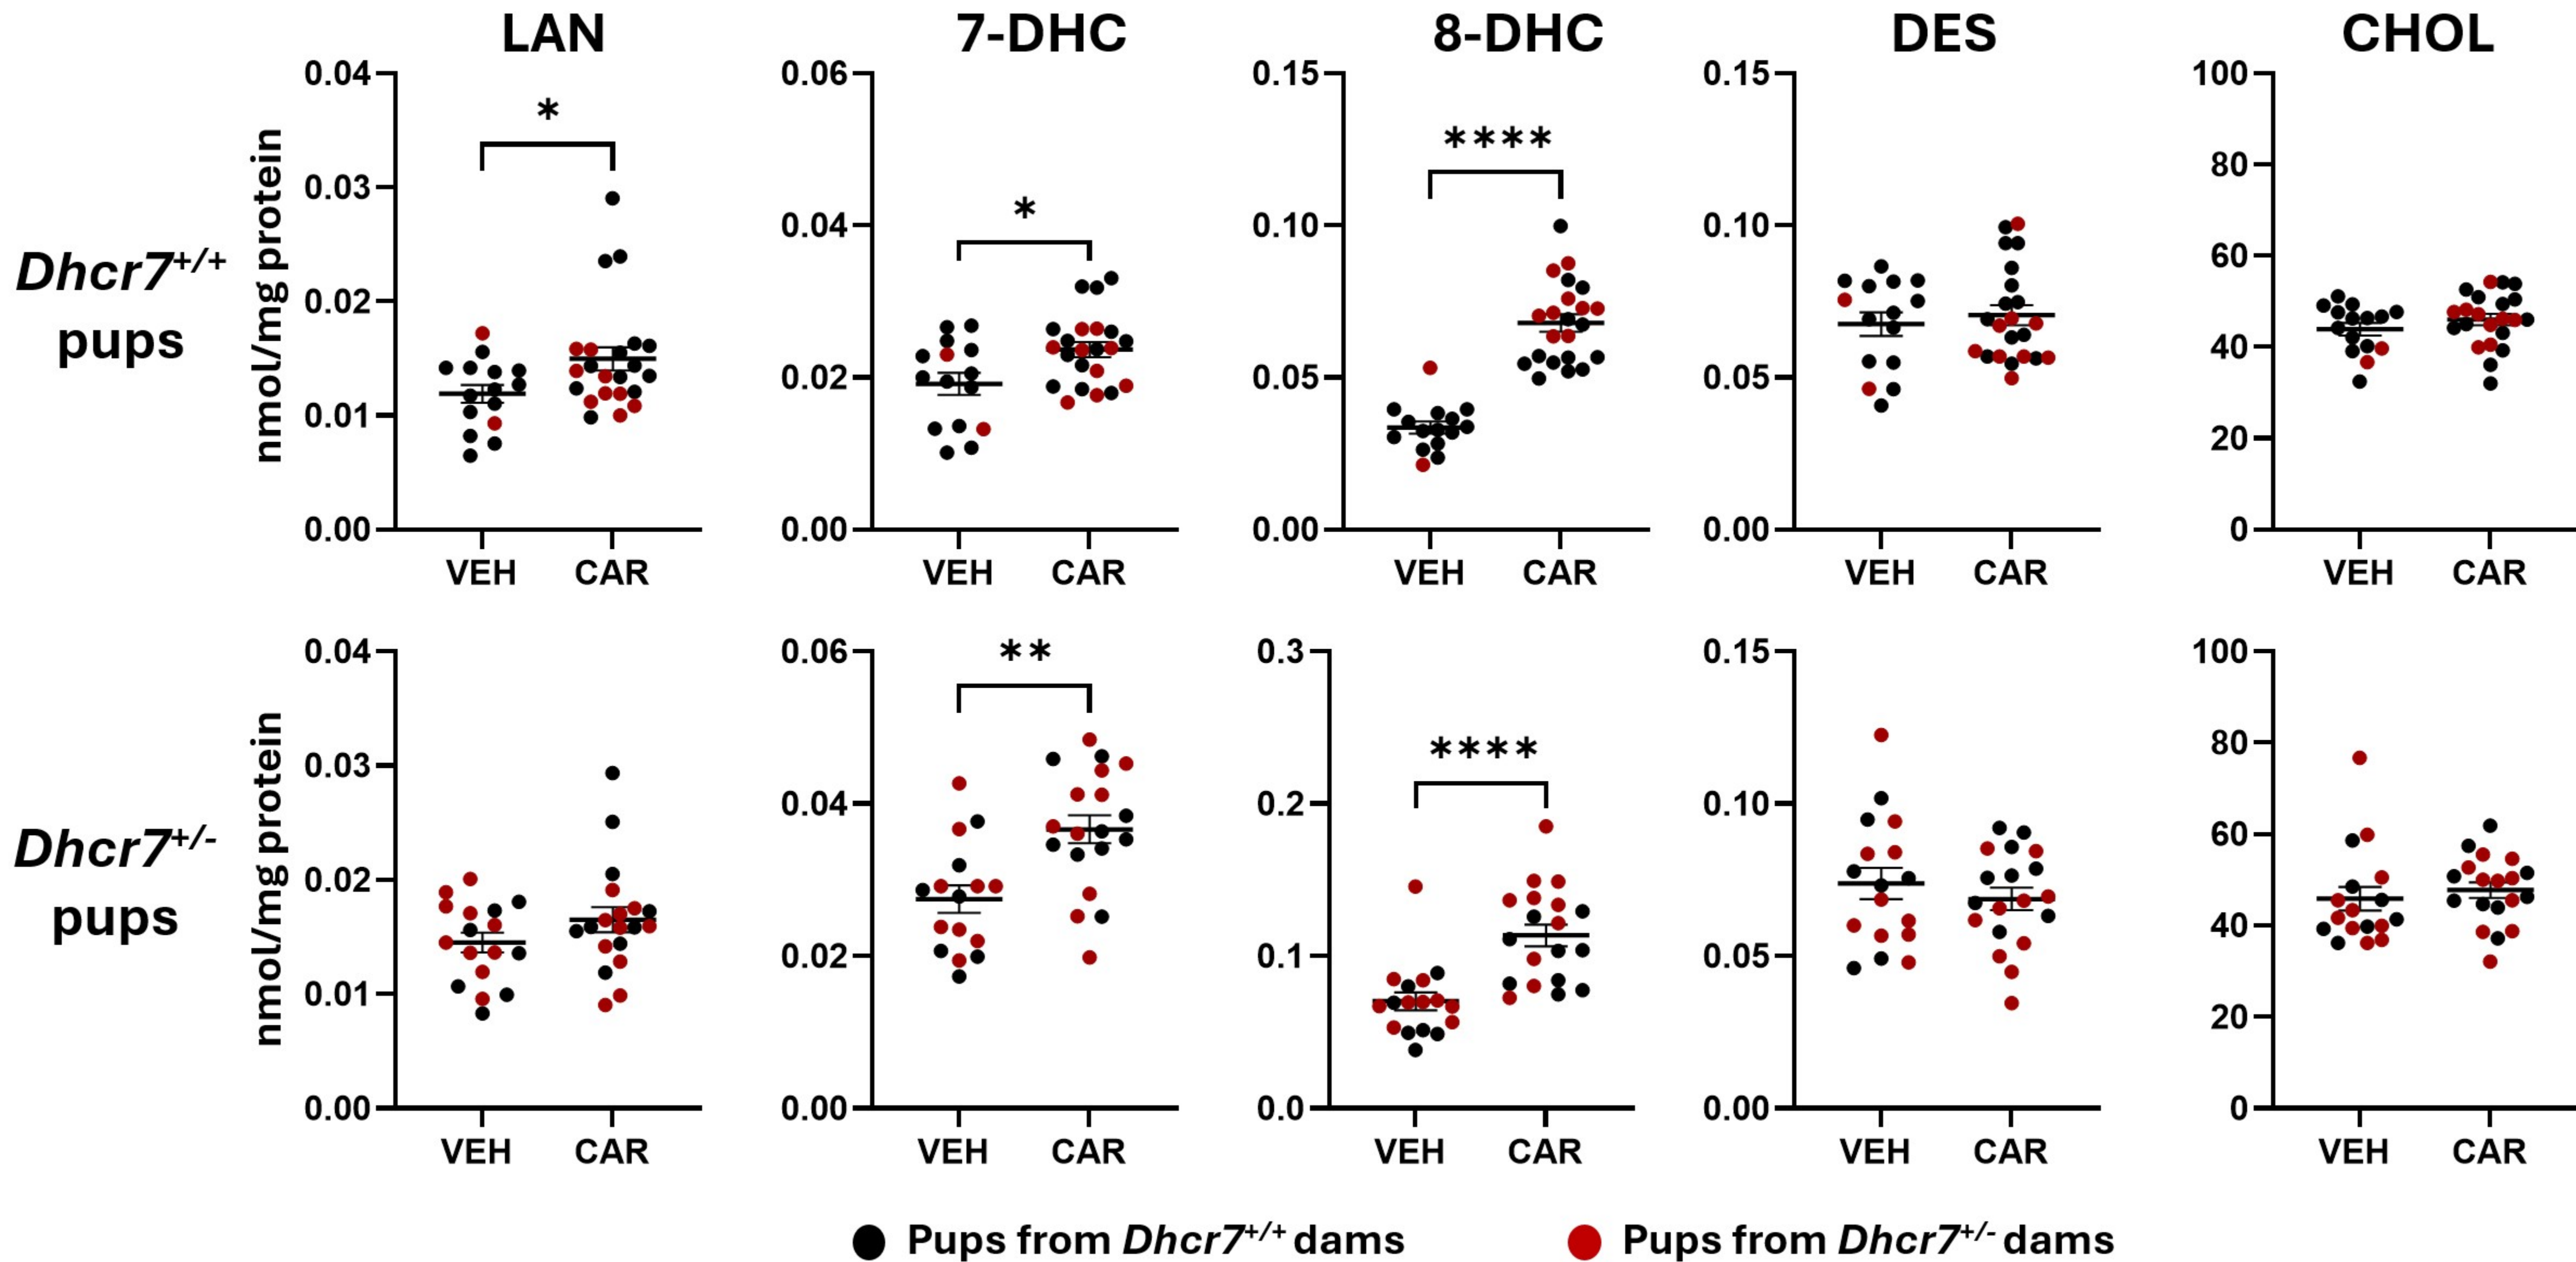 LAN 7-DHC 8-DHC DES CHOL
Dhcr7+/+ pups
nmol/mg protein
0.04 0.03 0.02 0.01 0.00
*
VEH CAR
0.06 0.04 0.02 0.00
*
VEH CAR
0.15 0.10 0.05 0.00
****
VEH CAR
0.15 0.10 0.05 0.00
VEH CAR
100 80 60 40 20 0
VEH CAR
Dhcr7+/- pups
nmol/mg protein
0.04 0.03 0.02 0.01 0.00
VEH CAR
0.06 0.04 0.02 0.00
**
VEH CAR
0.3 0.2 0.1 0.0
****
VEH CAR
0.15 0.10 0.05 0.00
VEH CAR
100 80 60 40 20 0
VEH CAR
Pups from Dhcr7+/+ dams
Pups from Dhcr7+/- dams